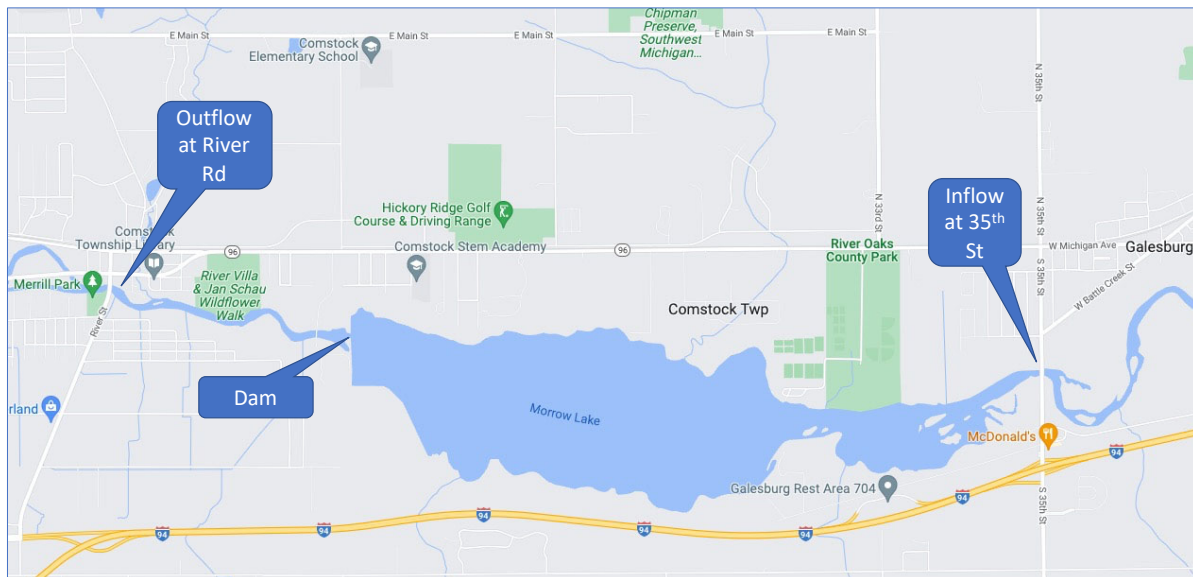 Chipman
Preserve,
Southwest
Michigan...
E Main St
E Main St
E Main St
E Main St
E Main St
Comstock
Elementary School
N 35th St
Outflow
at River
Rd
Inflow
at 35th
St
Hickory Ridge Golf
Course & Driving Range
N 33rd St
N 35th St
Comstock
Township Library
96
Comstock Stem Academy
96
River Oaks
County Park
W Michigan Ave
Galesburg
S 35th St
W Battle Creek St
Merrill Park
River Villa
& Jan Schau
Wildflower
Walk
River St
Comstock Twp
Dam
erland
Morrow Lake
McDonald's
94
94
Galesburg Rest Area 704
94
94
94
94
94
94
S 35th St